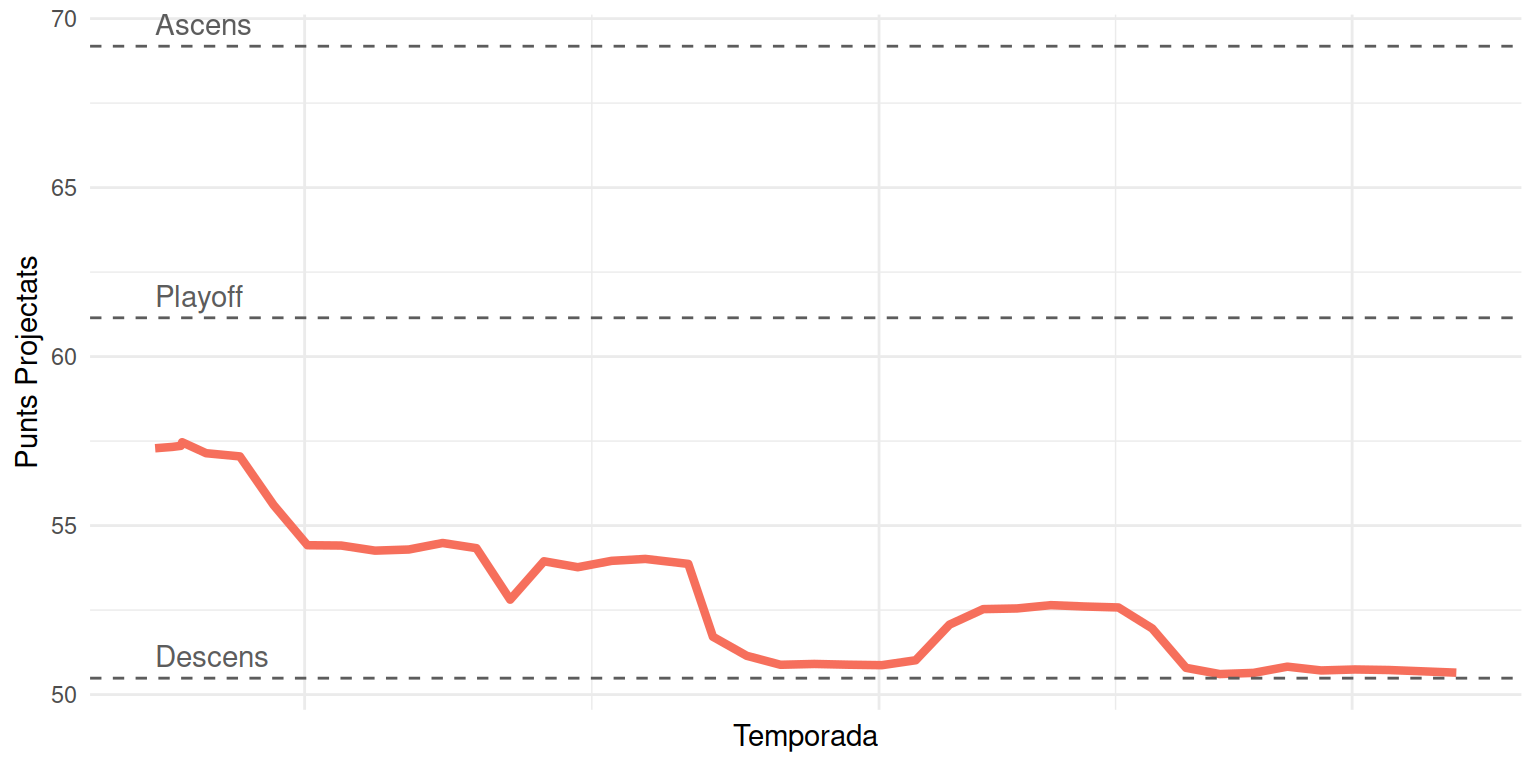 70
Ascens
65
Playoff
60
Punts Projectats
55
Descens
50
Temporada